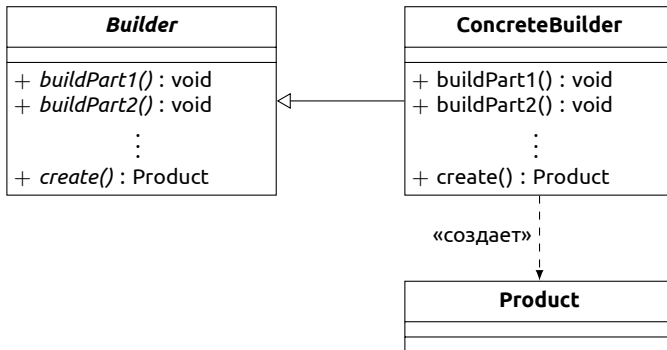 Builder
+ buildPart1() : void
+ buildPart2() : void
⋮
+ create() : Product
ConcreteBuilder
+ buildPart1() : void
+ buildPart2() : void
⋮
+ create() : Product
«создает»
Product